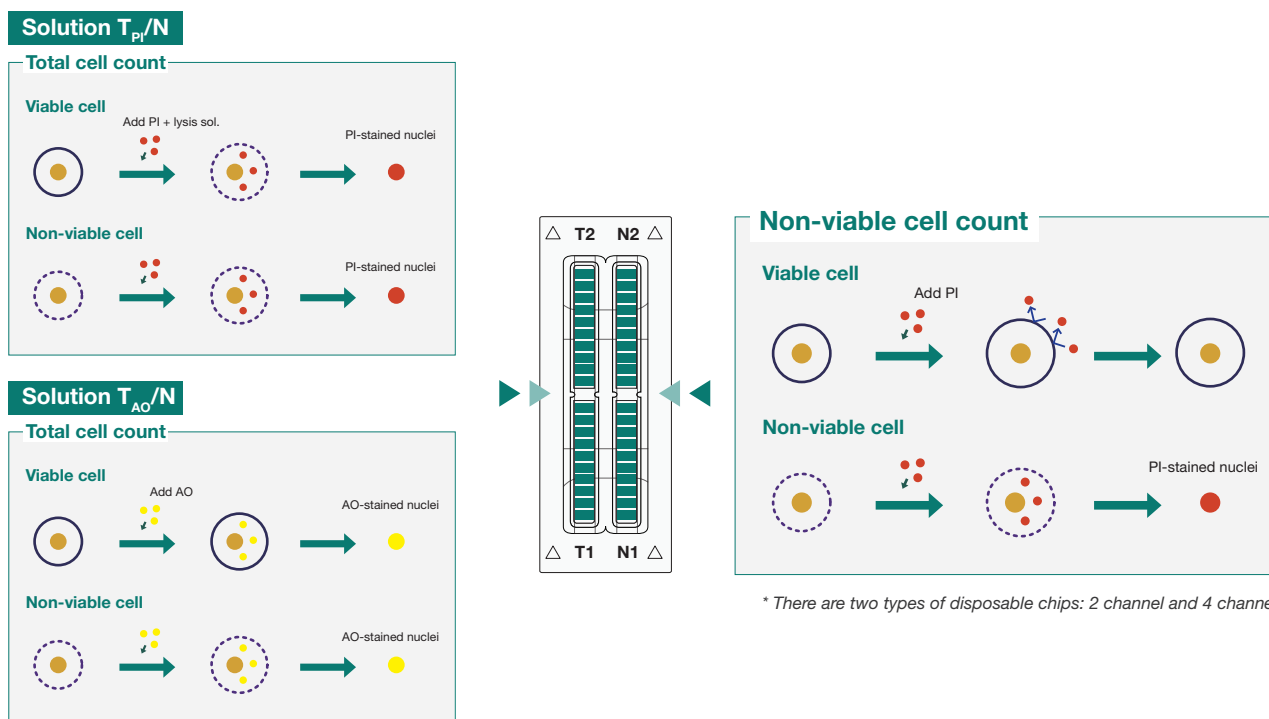 Solution TPI/N
Total cell count
Viable cell
Add PI + lysis sol.
PI-stained nuclei
Non-viable cell
PI-stained nuclei
Solution TAO/N
Total cell count
Viable cell
Add AO
AO-stained nuclei
Non-viable cell
AO-stained nuclei
T2 N2
T1 N1
Non-viable cell count
Viable cell
Add PI
Non-viable cell
PI-stained nuclei
* There are two types of disposable chips: 2 channel and 4 channe